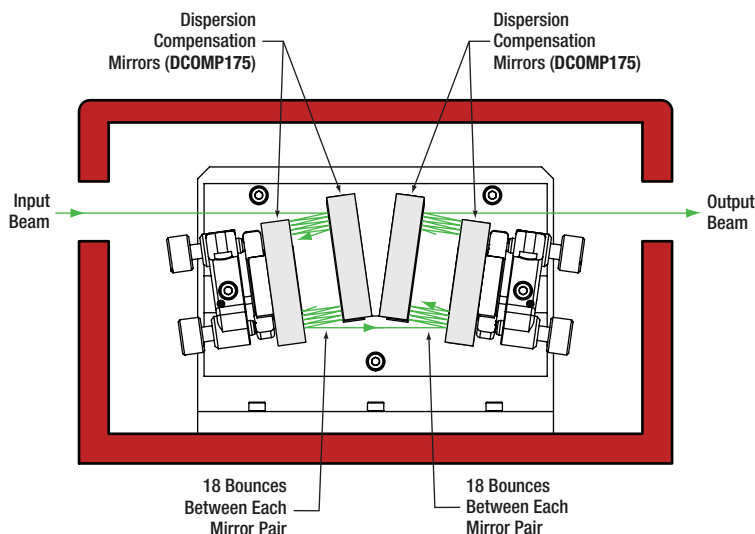 Dispersion
Compensation
Mirrors (DCOMP175)
Dispersion
Compensation
Mirrors (DCOMP175)
Input
Beam
Output
Beam
18 Bounces
Between Each
Mirror Pair
18 Bounces
Between Each
Mirror Pair